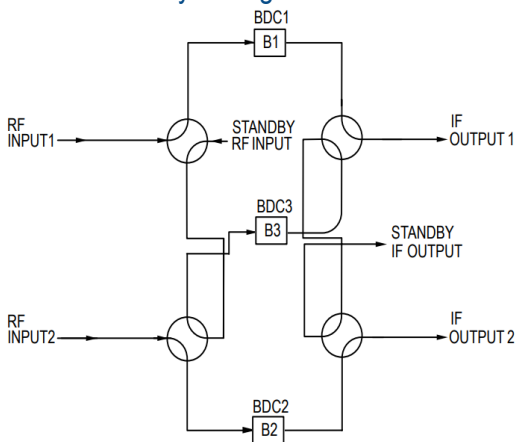 BDC1
B1
RF
INPUT1
STANDBY
RF INPUT
IF
OUTPUT 1
BDC3
B3
STANDBY
IF OUTPUT
RF
INPUT2
IF
OUTPUT 2
BDC2
B2